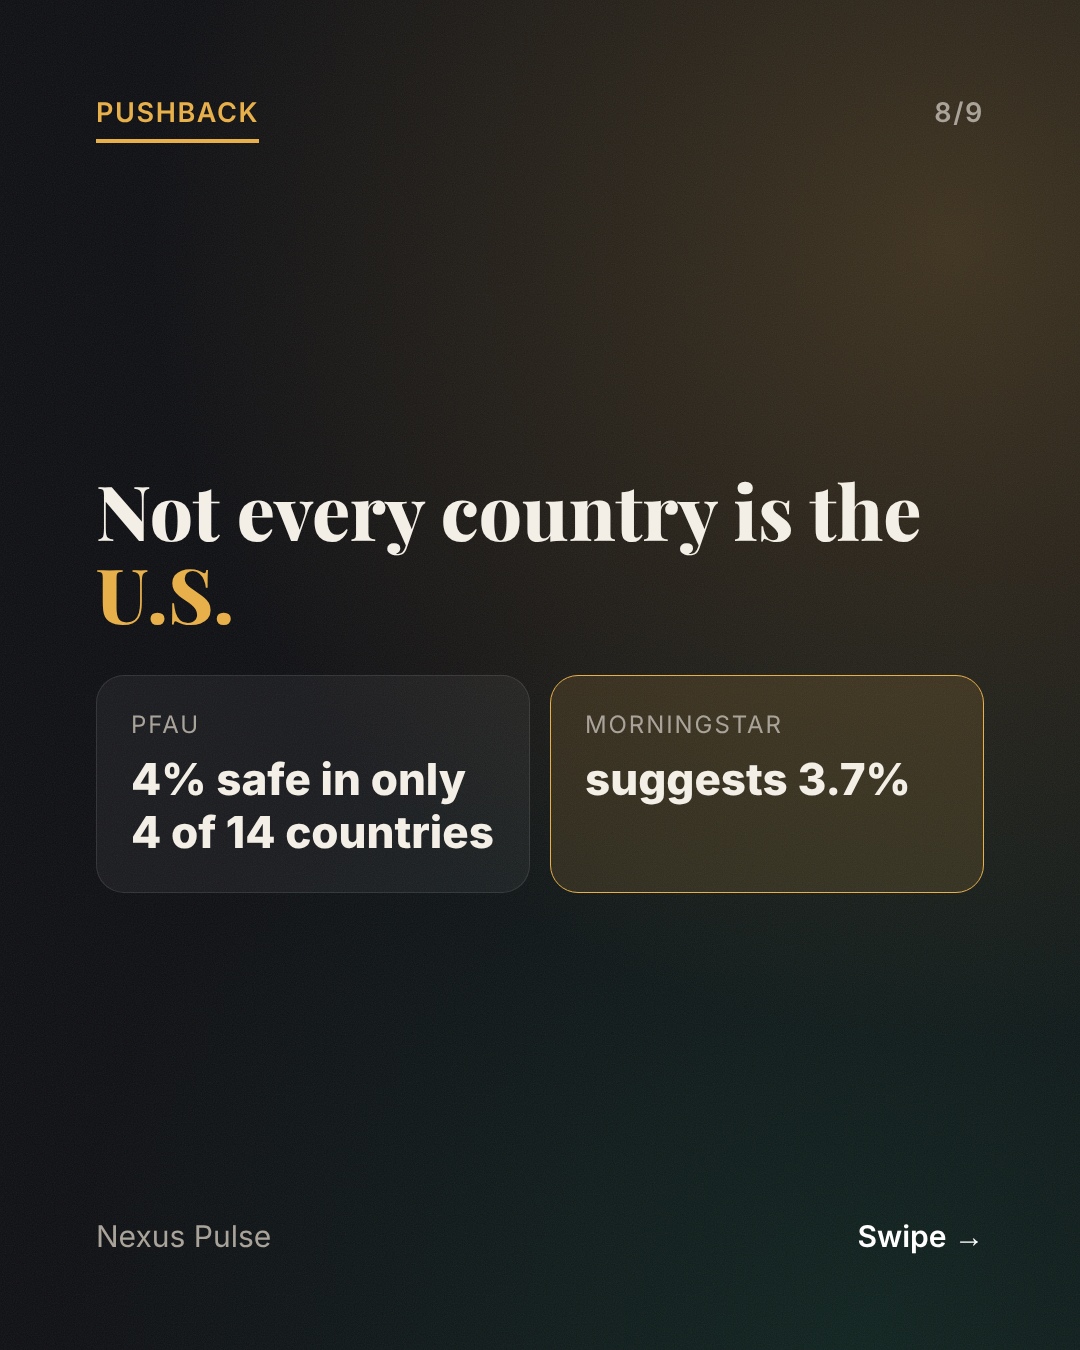 PUSHBACK
8/9
Not every country is the
U.S.
PFAU
4% safe in only
4 of 14 countries
MORNINGSTAR
suggests 3.7%
Nexus Pulse
Swipe →